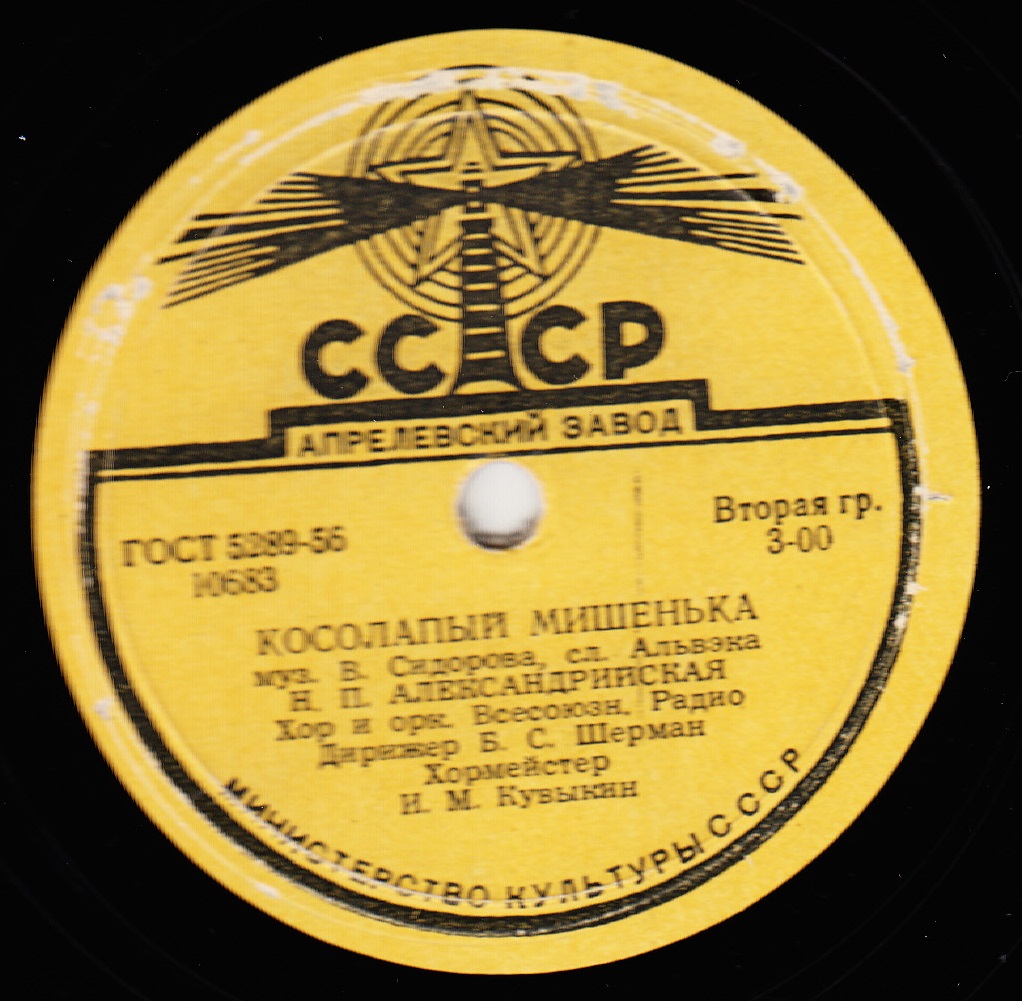 СССР
АПРЕЛЕВСКИЙ ЗАВОД
ГОСТ 5289-56
10683
Вторая гр.
3-00
КОСОЛАПЫЙ МИШЕНЬКА
муз. В. Сидорова, сл. Альвэка
Н. П. АЛЕКСАНДРИЙСКАЯ
Хор и орк. Всесоюзн. Радио
Дирижер Б. С. Шерман
Хормейстер
И. М. Кувыкин
МИНИСТЕРСТВО КУЛЬТУРЫ СССР